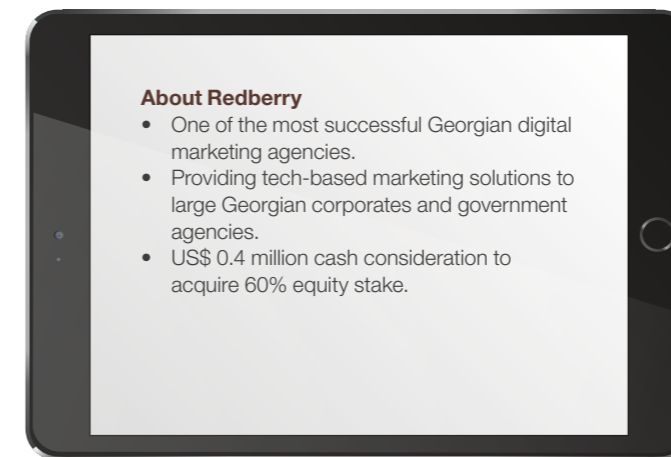 About Redberry
• One of the most successful Georgian digital
marketing agencies.
• Providing tech-based marketing solutions to
large Georgian corporates and government
agencies.
• US$ 0.4 million cash consideration to
acquire 60% equity stake.